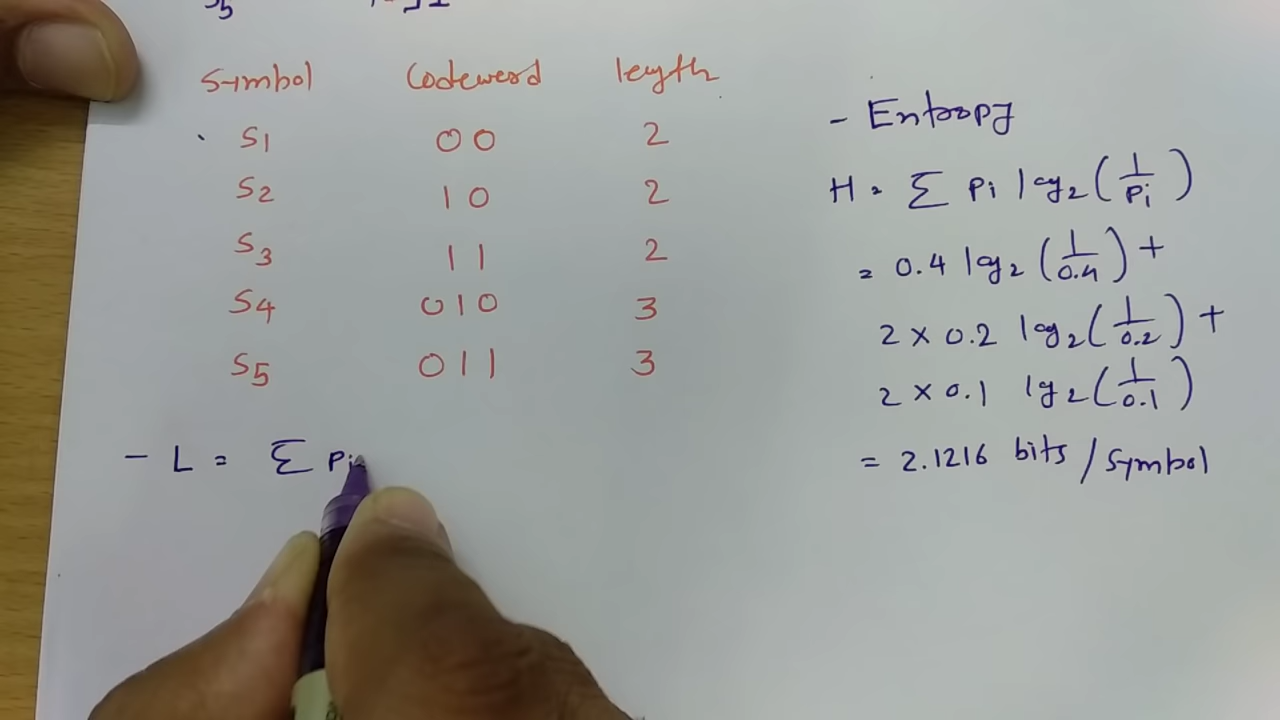 S5
Symbol Codeword length
S1 00 2
S2 10 2
S3 11 2
S4 010 3
S5 011 3
- L = Σ Pi
- Entropy
H = Σ Pi log2 (1/Pi)
= 0.4 log2 (1/0.4) +
2 × 0.2 log2 (1/0.2) +
2 × 0.1 lg2 (1/0.1)
= 2.1216 bits / Symbol